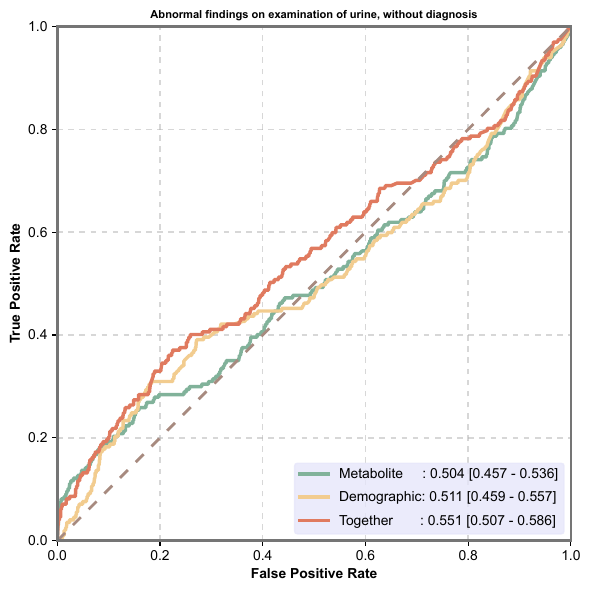 Abnormal findings on examination of urine, without diagnosis
True Positive Rate
1.0
0.8
0.6
0.4
0.2
0.0
Metabolite : 0.504 [0.457 - 0.536]
Demographic: 0.511 [0.459 - 0.557]
Together : 0.551 [0.507 - 0.586]
0.0 0.2 0.4 0.6 0.8 1.0
False Positive Rate